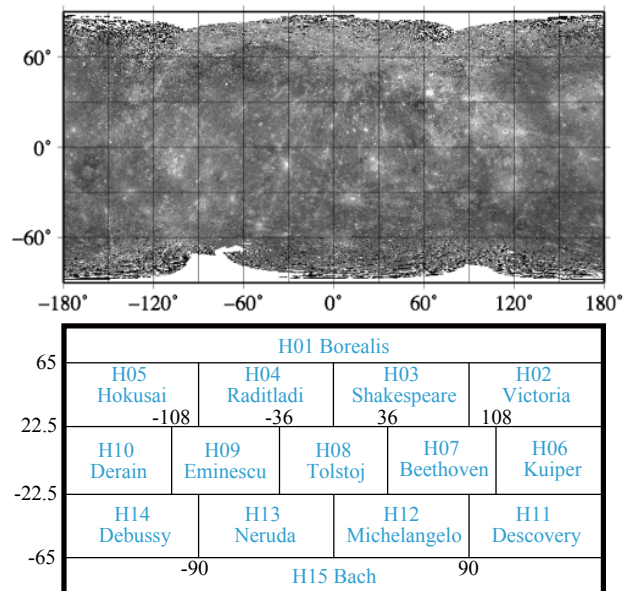 60°
0°
−60°
−180° −120° −60° 0° 60° 120° 180°
H01 Borealis
65
H05 H04 H03 H02
Hokusai Raditladi Shakespeare Victoria
-108 -36 36 108
22.5
H10 H09 H08 H07 H06
Derain Eminescu Tolstoj Beethoven Kuiper
-22.5
H14 H13 H12 H11
Debussy Neruda Michelangelo Descovery
-65
-90 90
H15 Bach